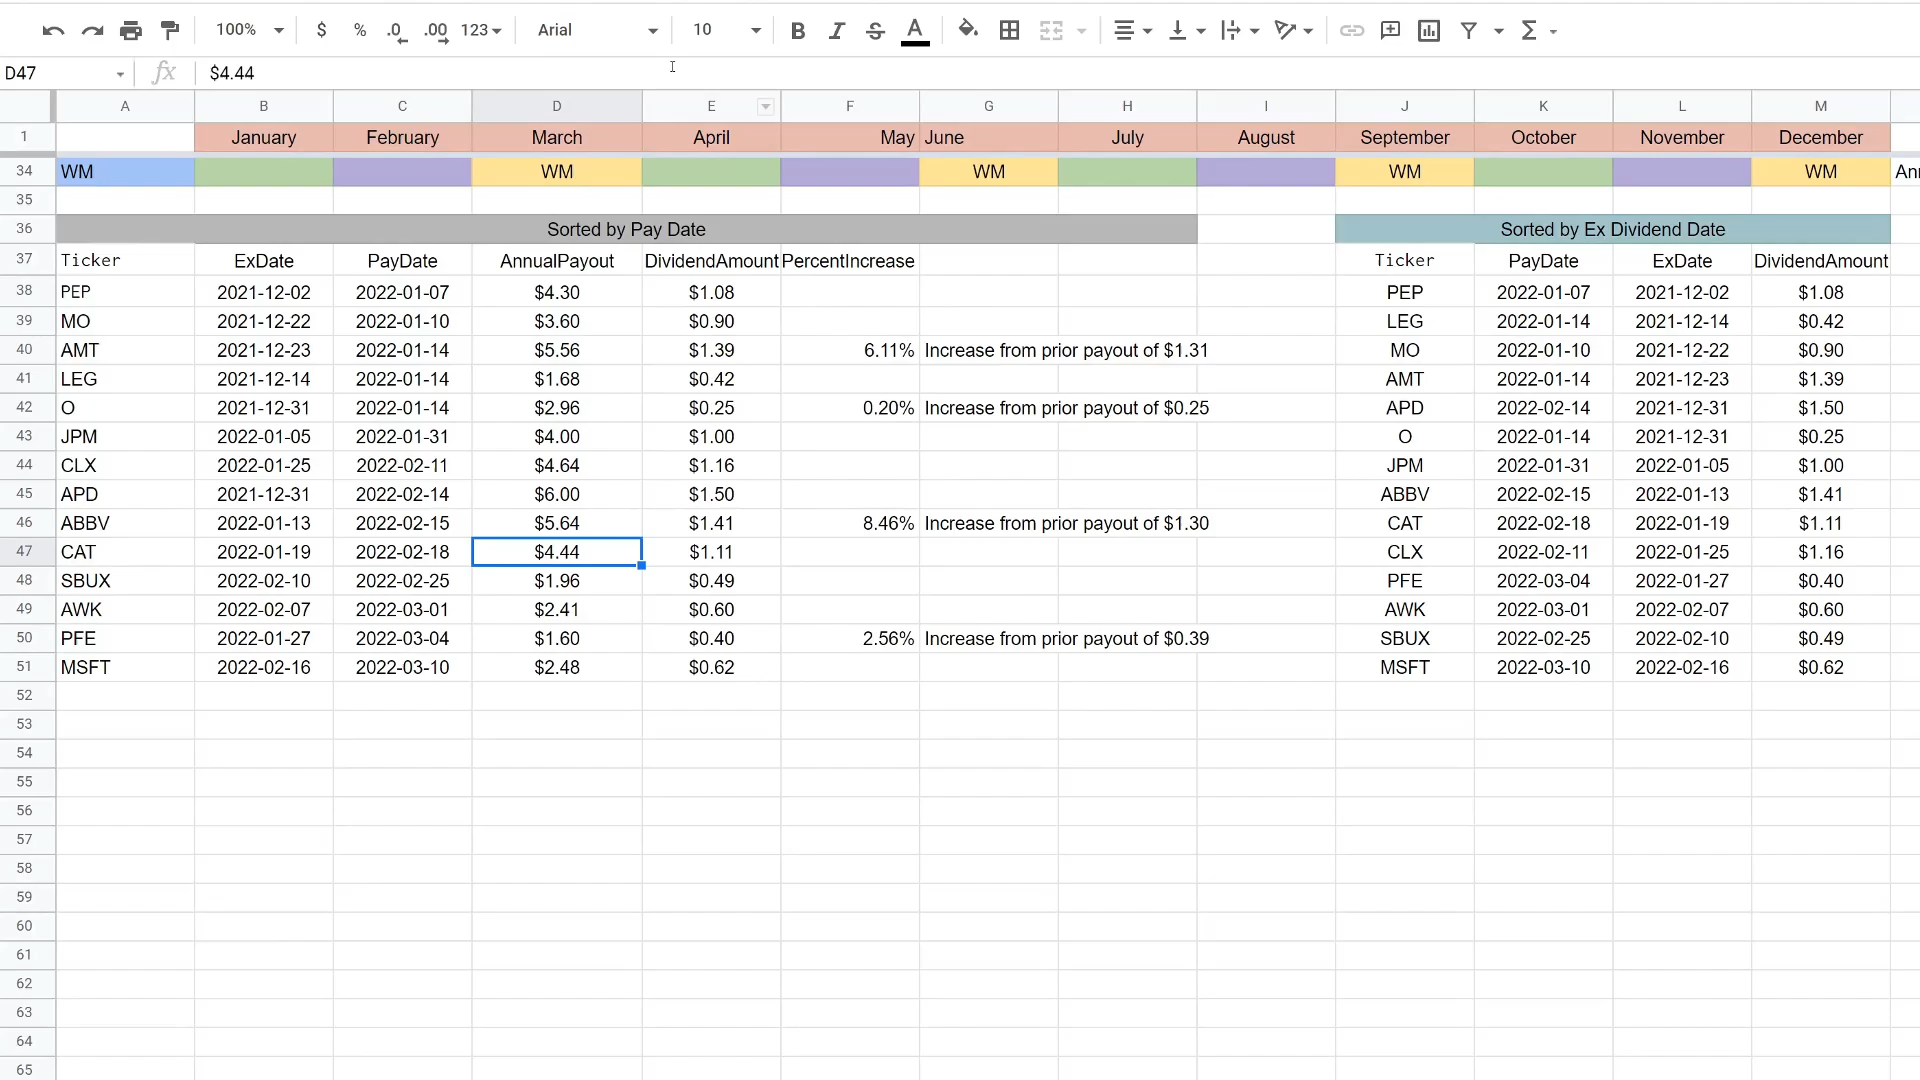 100% $ % .0 .00 123 Arial 10 B I S A Σ
D47 fx $4.44
A B C D E F G H I J K L M
1 January February March April May June July August September October November December
34 WM WM WM WM WM Ann
35
36 Sorted by Pay Date Sorted by Ex Dividend Date
37 Ticker ExDate PayDate AnnualPayout DividendAmount PercentIncrease Ticker PayDate ExDate DividendAmount
38 PEP 2021-12-02 2022-01-07 $4.30 $1.08 PEP 2022-01-07 2021-12-02 $1.08
39 MO 2021-12-22 2022-01-10 $3.60 $0.90 LEG 2022-01-14 2021-12-14 $0.42
40 AMT 2021-12-23 2022-01-14 $5.56 $1.39 6.11% Increase from prior payout of $1.31 MO 2022-01-10 2021-12-22 $0.90
41 LEG 2021-12-14 2022-01-14 $1.68 $0.42 AMT 2022-01-14 2021-12-23 $1.39
42 O 2021-12-31 2022-01-14 $2.96 $0.25 0.20% Increase from prior payout of $0.25 APD 2022-02-14 2021-12-31 $1.50
43 JPM 2022-01-05 2022-01-31 $4.00 $1.00 O 2022-01-14 2021-12-31 $0.25
44 CLX 2022-01-25 2022-02-11 $4.64 $1.16 JPM 2022-01-31 2022-01-05 $1.00
45 APD 2021-12-31 2022-02-14 $6.00 $1.50 ABBV 2022-02-15 2022-01-13 $1.41
46 ABBV 2022-01-13 2022-02-15 $5.64 $1.41 8.46% Increase from prior payout of $1.30 CAT 2022-02-18 2022-01-19 $1.11
47 CAT 2022-01-19 2022-02-18 $4.44 $1.11 CLX 2022-02-11 2022-01-25 $1.16
48 SBUX 2022-02-10 2022-02-25 $1.96 $0.49 PFE 2022-03-04 2022-01-27 $0.40
49 AWK 2022-02-07 2022-03-01 $2.41 $0.60 AWK 2022-03-01 2022-02-07 $0.60
50 PFE 2022-01-27 2022-03-04 $1.60 $0.40 2.56% Increase from prior payout of $0.39 SBUX 2022-02-25 2022-02-10 $0.49
51 MSFT 2022-02-16 2022-03-10 $2.48 $0.62 MSFT 2022-03-10 2022-02-16 $0.62
52
53
54
55
56
57
58
59
60
61
62
63
64
65